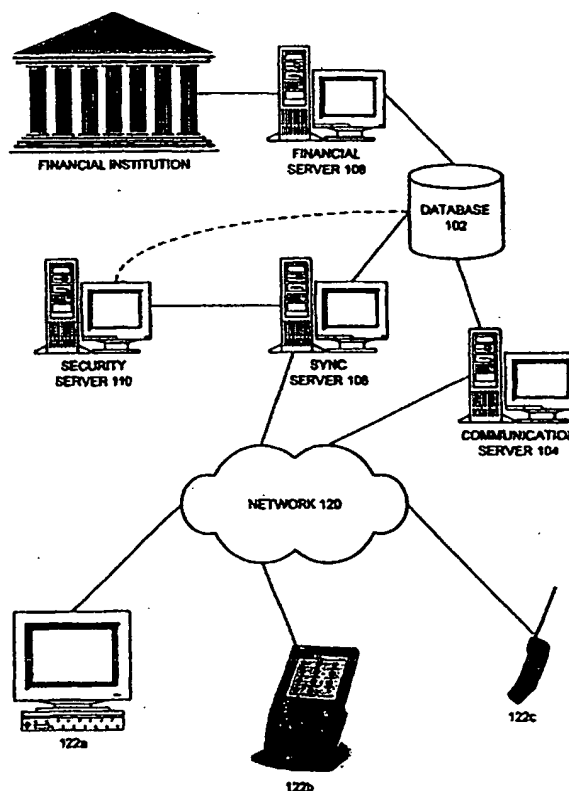 FINANCIAL INSTITUTION
FINANCIAL
SERVER 108
DATABASE
102
SECURITY
SERVER 110
SYNC
SERVER 106
COMMUNICATION
SERVER 104
NETWORK 120
122a
122b
122c